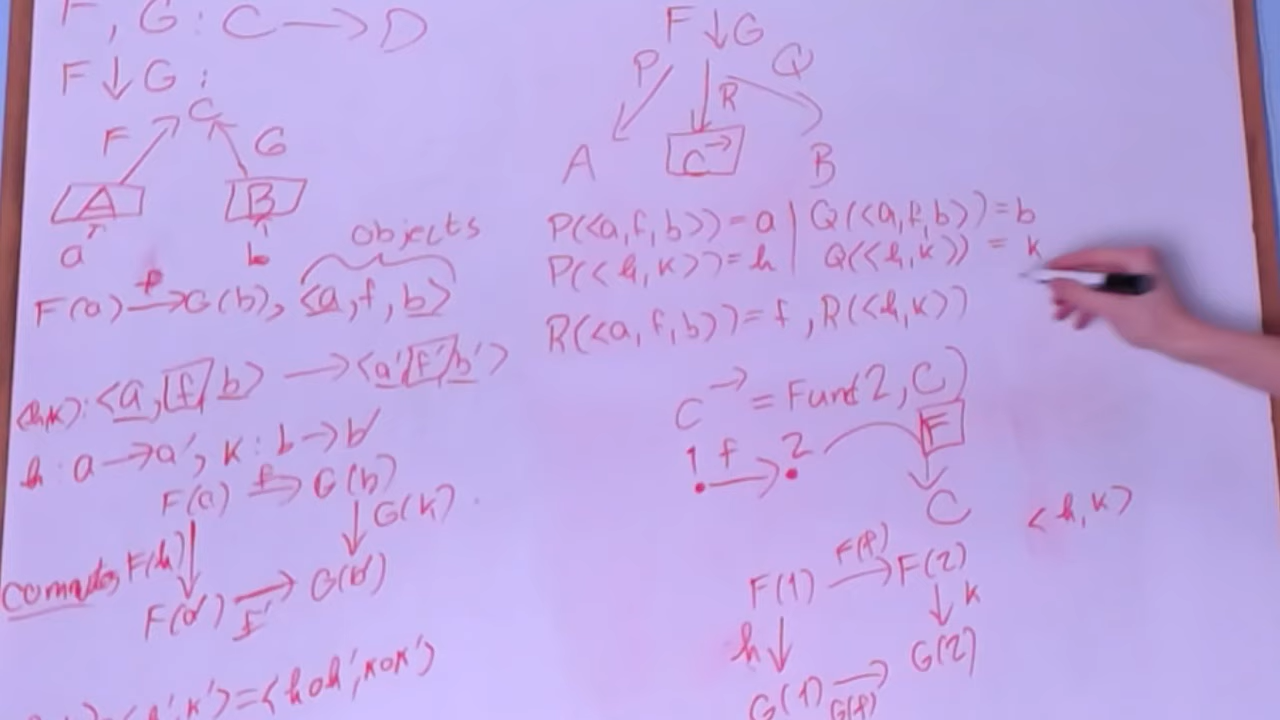 F, G : C → D
F ↓ G :
C
F G
A B
a b
objects
F(a) →f G(b), <a, f, b>
<h,k> : <a, f, b> → <a', f', b'>
h : a → a', k : b → b'
F(a) →f G(b)
commutes F(h) ↓ ↓ G(k)
F(a') →f' G(b')
h', k'> = <h∘h', k∘k'>
F ↓ G
P R Q
A C→ B
P(<a, f, b>) = a | Q(<a, f, b>) = b
P(<h, k>) = h | Q(<h, k>) = k
R(<a, f, b>) = f, R(<h, k>)
C→ = Funct 2, C)
1 →f 2 F
C
<h, k>
F(1) →F(f) F(2)
h ↓ ↓ k
G(1) →G(f) G(2)